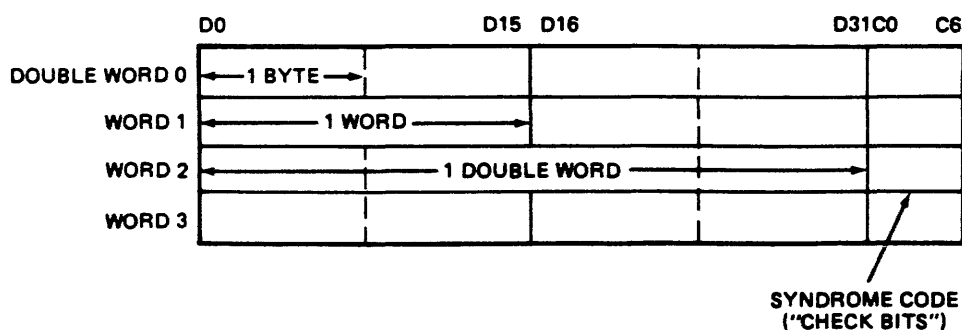 D0 D15 D16 D31C0 C6
DOUBLE WORD 0 1 BYTE
WORD 1 1 WORD
WORD 2 1 DOUBLE WORD
WORD 3
SYNDROME CODE
("CHECK BITS")